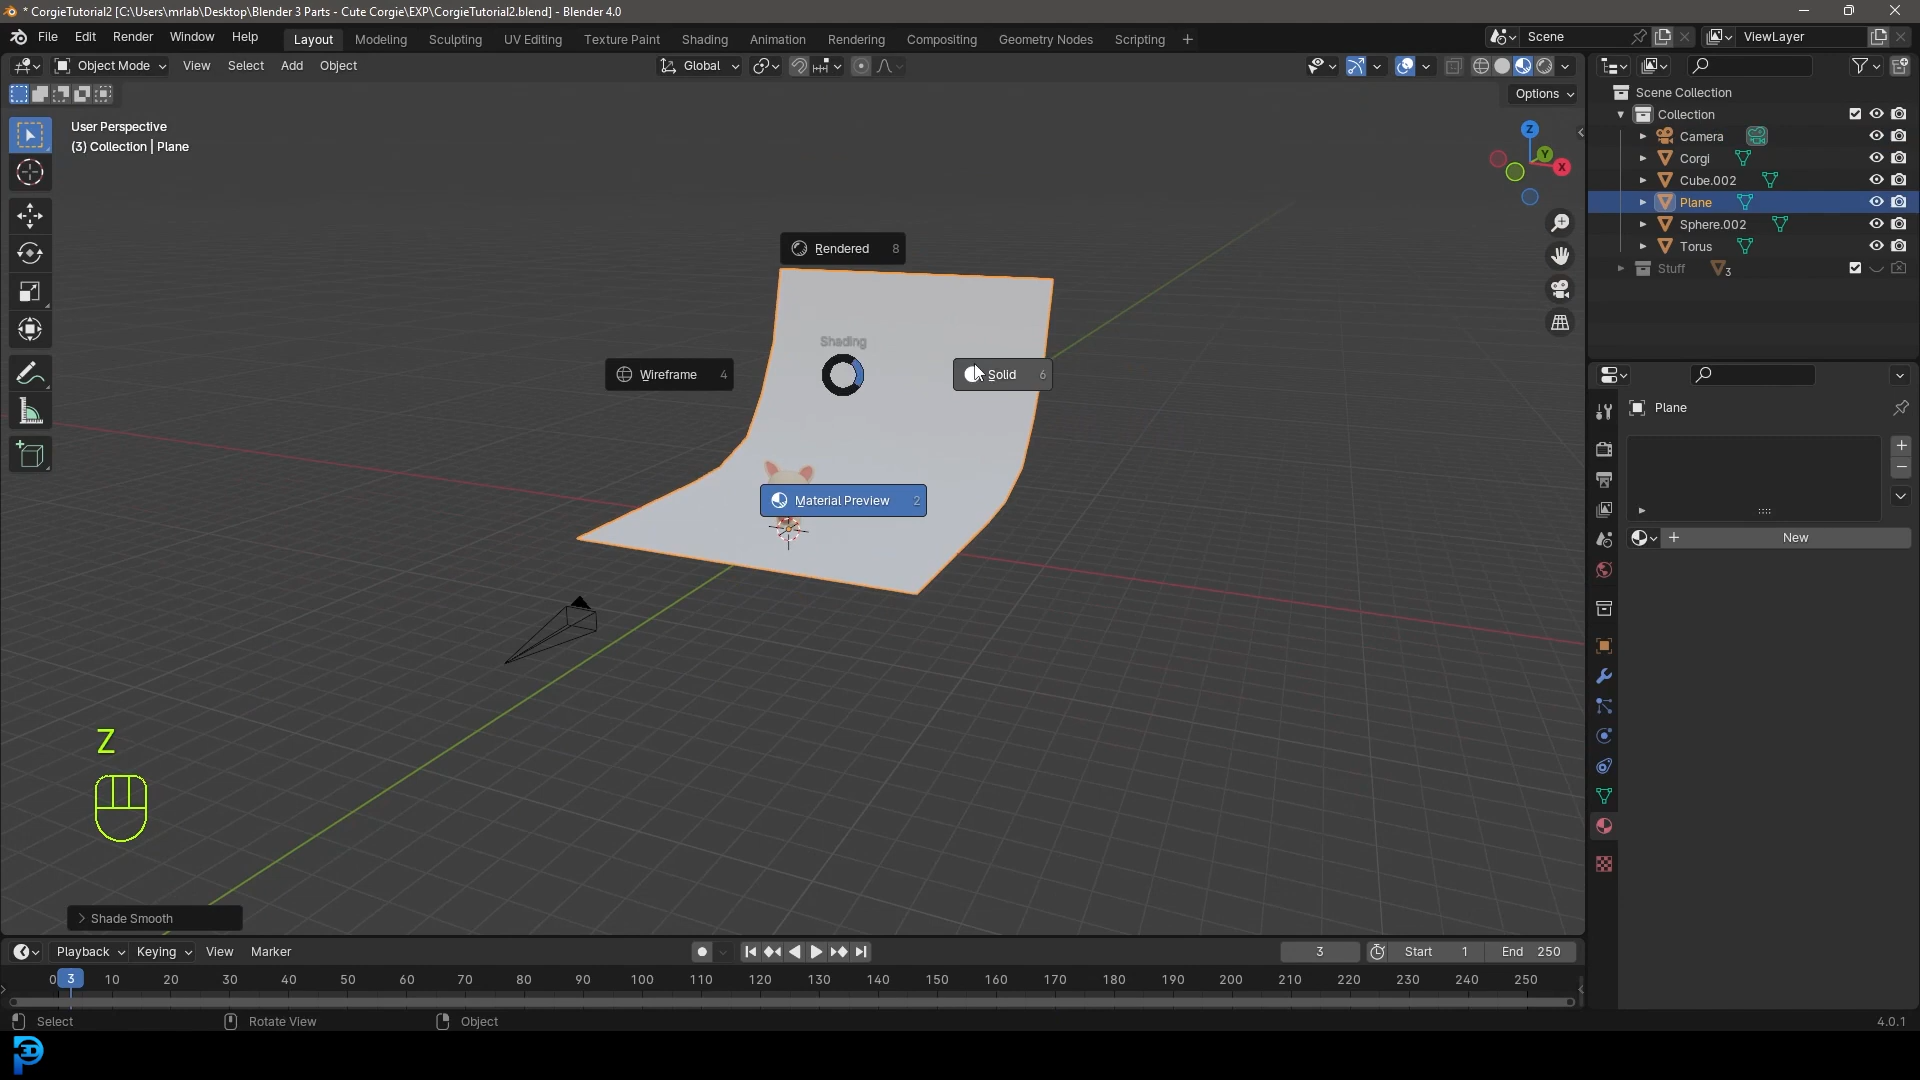 * CorgieTutorial2 [C:\Users\mrlab\Desktop\Blender 3 Parts - Cute Corgie\EXP\CorgieTutorial2.blend] - Blender 4.0
File Edit Render Window Help Layout Modeling Sculpting UV Editing Texture Paint Shading Animation Rendering Compositing Geometry Nodes Scripting + Scene ViewLayer
Object Mode View Select Add Object Global
Options
User Perspective
(3) Collection | Plane
Z
Y
X
Scene Collection
Collection
Camera
Corgi
Cube.002
Plane
Sphere.002
Torus
Stuff 3
Rendered 8
Shading
Wireframe 4
Solid 6
Material Preview 2
Plane
+ New
Z
> Shade Smooth
Playback Keying View Marker 3 Start 1 End 250
0 3 10 20 30 40 50 60 70 80 90 100 110 120 130 140 150 160 170 180 190 200 210 220 230 240 250
Select Rotate View Object 4.0.1
3D